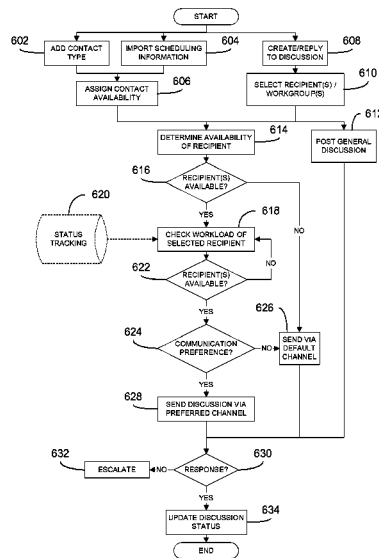 START
602
ADD CONTACT
TYPE
IMPORT SCHEDULING
INFORMATION
604
CREATE/REPLY
TO DISCUSSION
608
606
ASSIGN CONTACT
AVAILABILITY
SELECT RECIPIENT(S) /
WORKGROUP(S)
610
612
DETERMINE AVAILABILITY
OF RECIPIENT
614
POST GENERAL
DISCUSSION
616
RECIPIENT(S)
AVAILABLE?
YES
NO
620
STATUS
TRACKING
618
CHECK WORKLOAD OF
SELECTED RECIPIENT
NO
622
RECIPIENT(S)
AVAILABLE?
YES
624
COMMUNICATION
PREFERENCE?
NO
626
SEND VIA
DEFAULT
CHANNEL
YES
628
SEND DISCUSSION VIA
PREFERRED CHANNEL
632
ESCALATE
NO
RESPONSE?
630
YES
UPDATE DISCUSSION
STATUS
634
END